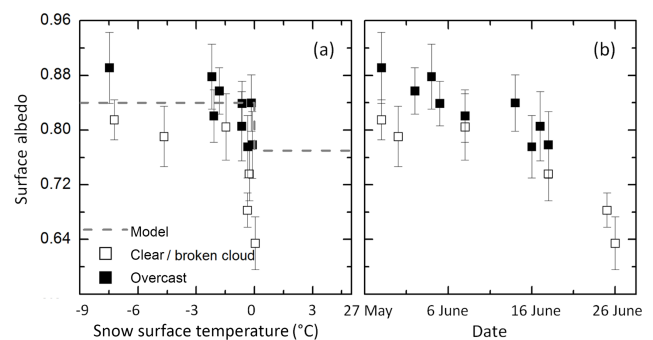 0.96
0.88
0.80
0.72
0.64
Surface albedo
(a)
(b)
Model
Clear / broken cloud
Overcast
-9 -6 -3 0 3 27 May 6 June 16 June 26 June
Snow surface temperature (°C)
Date